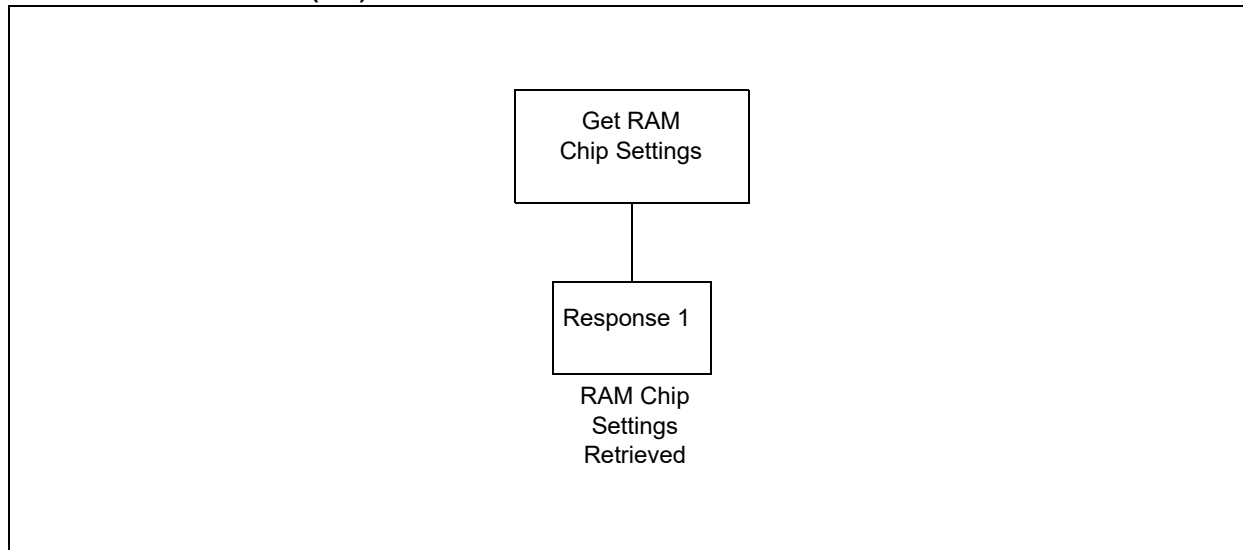 Get RAM
Chip Settings
Response 1
RAM Chip
Settings
Retrieved